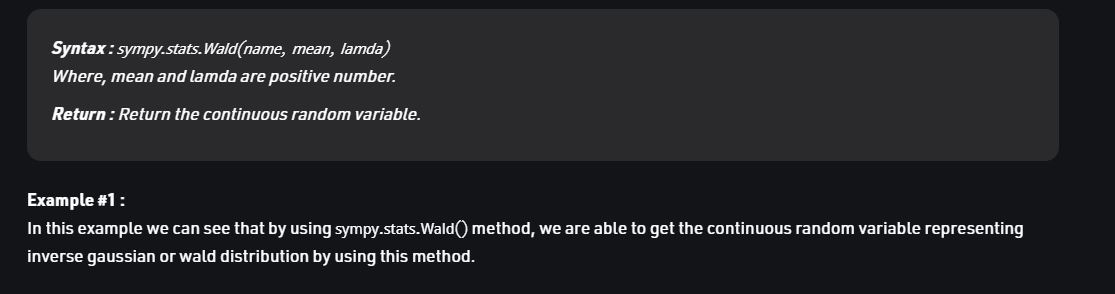 Syntax : sympy.stats.Wald(name, mean, lamda)
Where, mean and lamda are positive number.
Return : Return the continuous random variable.
Example #1 :
In this example we can see that by using sympy.stats.Wald() method, we are able to get the continuous random variable representing
inverse gaussian or wald distribution by using this method.